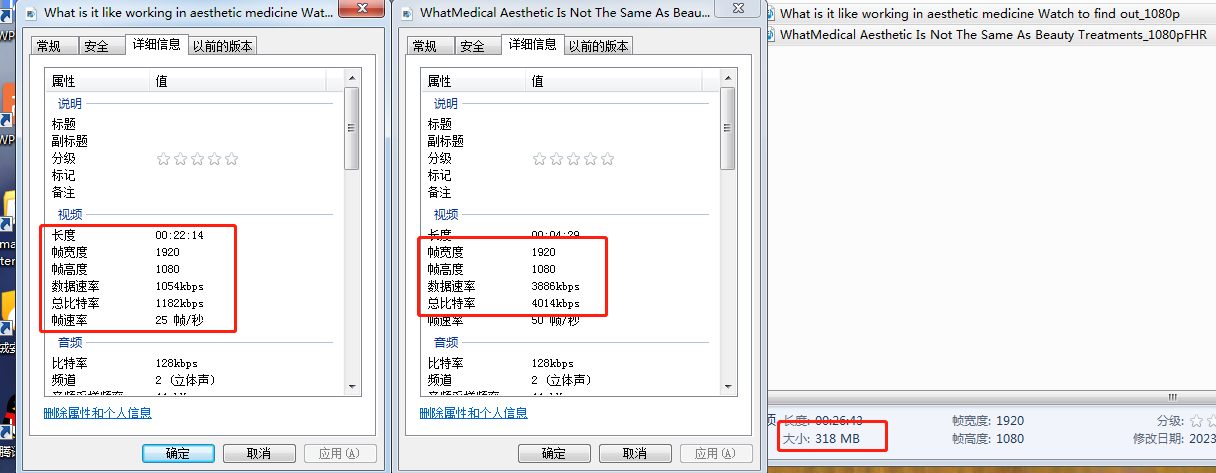 What is it like working in aesthetic medicine Wat...
常规 安全 详细信息 以前的版本
属性 值
说明
标题
副标题
分级
标记
备注
视频
长度 00:22:14
帧宽度 1920
帧高度 1080
数据速率 1054kbps
总比特率 1182kbps
帧速率 25 帧/秒
音频
比特率 128kbps
频道 2 (立体声)
删除属性和个人信息
确定 取消 应用(A)
WhatMedical Aesthetic Is Not The Same As Beau...
常规 安全 详细信息 以前的版本
属性 值
说明
标题
副标题
分级
标记
备注
视频
长度 00:04:29
帧宽度 1920
帧高度 1080
数据速率 3886kbps
总比特率 4014kbps
帧速率 50 帧/秒
音频
比特率 128kbps
频道 2 (立体声)
删除属性和个人信息
确定 取消 应用(A)
What is it like working in aesthetic medicine Watch to find out_1080p
WhatMedical Aesthetic Is Not The Same As Beauty Treatments_1080pFHR
长度: 00:26:43 帧宽度: 1920 分级:
大小: 318 MB 帧高度: 1080 修改日期: 2023